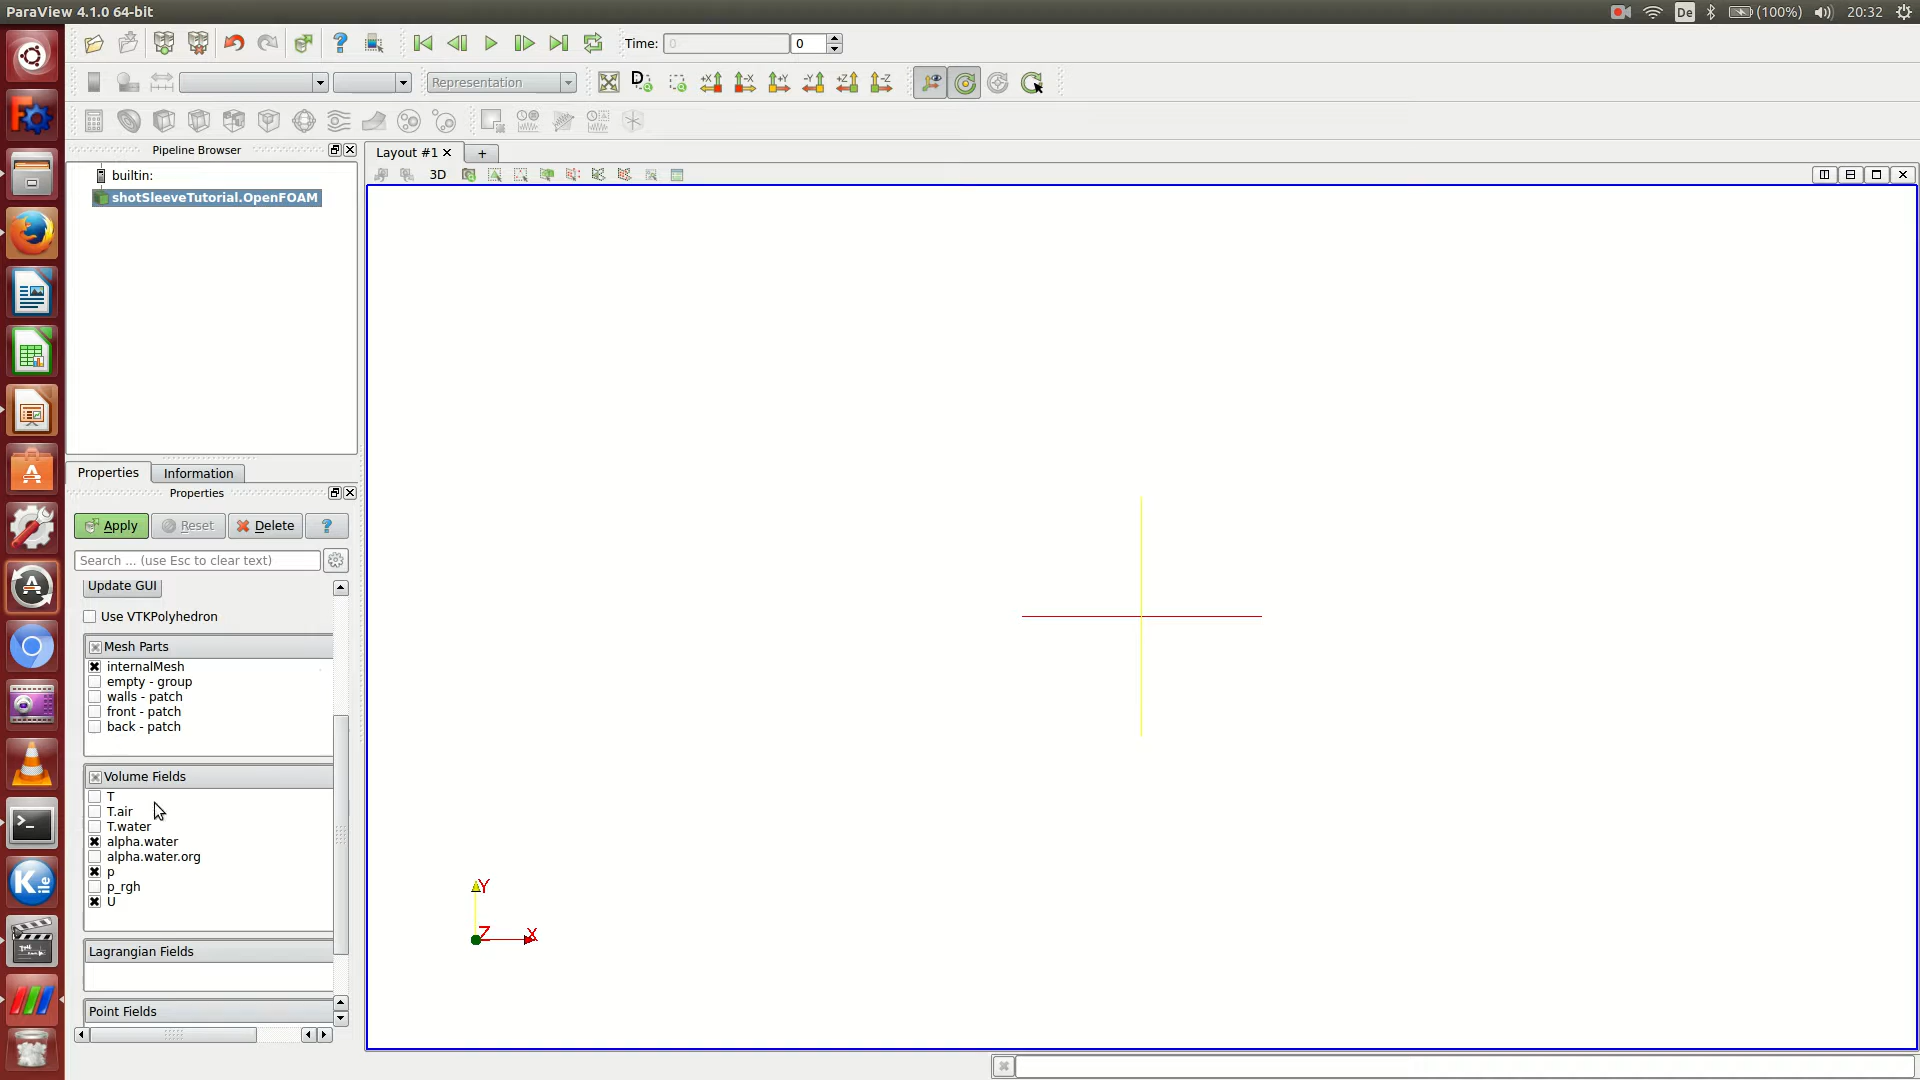 ParaView 4.1.0 64-bit
De
(100%)
20:32
Time:
0
0
Representation
D
+X
-X
+Y
-Y
+Z
-Z
Pipeline Browser
Layout #1
+
builtin:
3D
shotSleeveTutorial.OpenFOAM
Properties
Information
Properties
Apply
Reset
Delete
?
Search ... (use Esc to clear text)
Update GUI
Use VTKPolyhedron
Mesh Parts
internalMesh
empty - group
walls - patch
front - patch
back - patch
Volume Fields
T
T.air
T.water
alpha.water
alpha.water.org
p
p_rgh
U
Lagrangian Fields
Point Fields
Y
Z
X